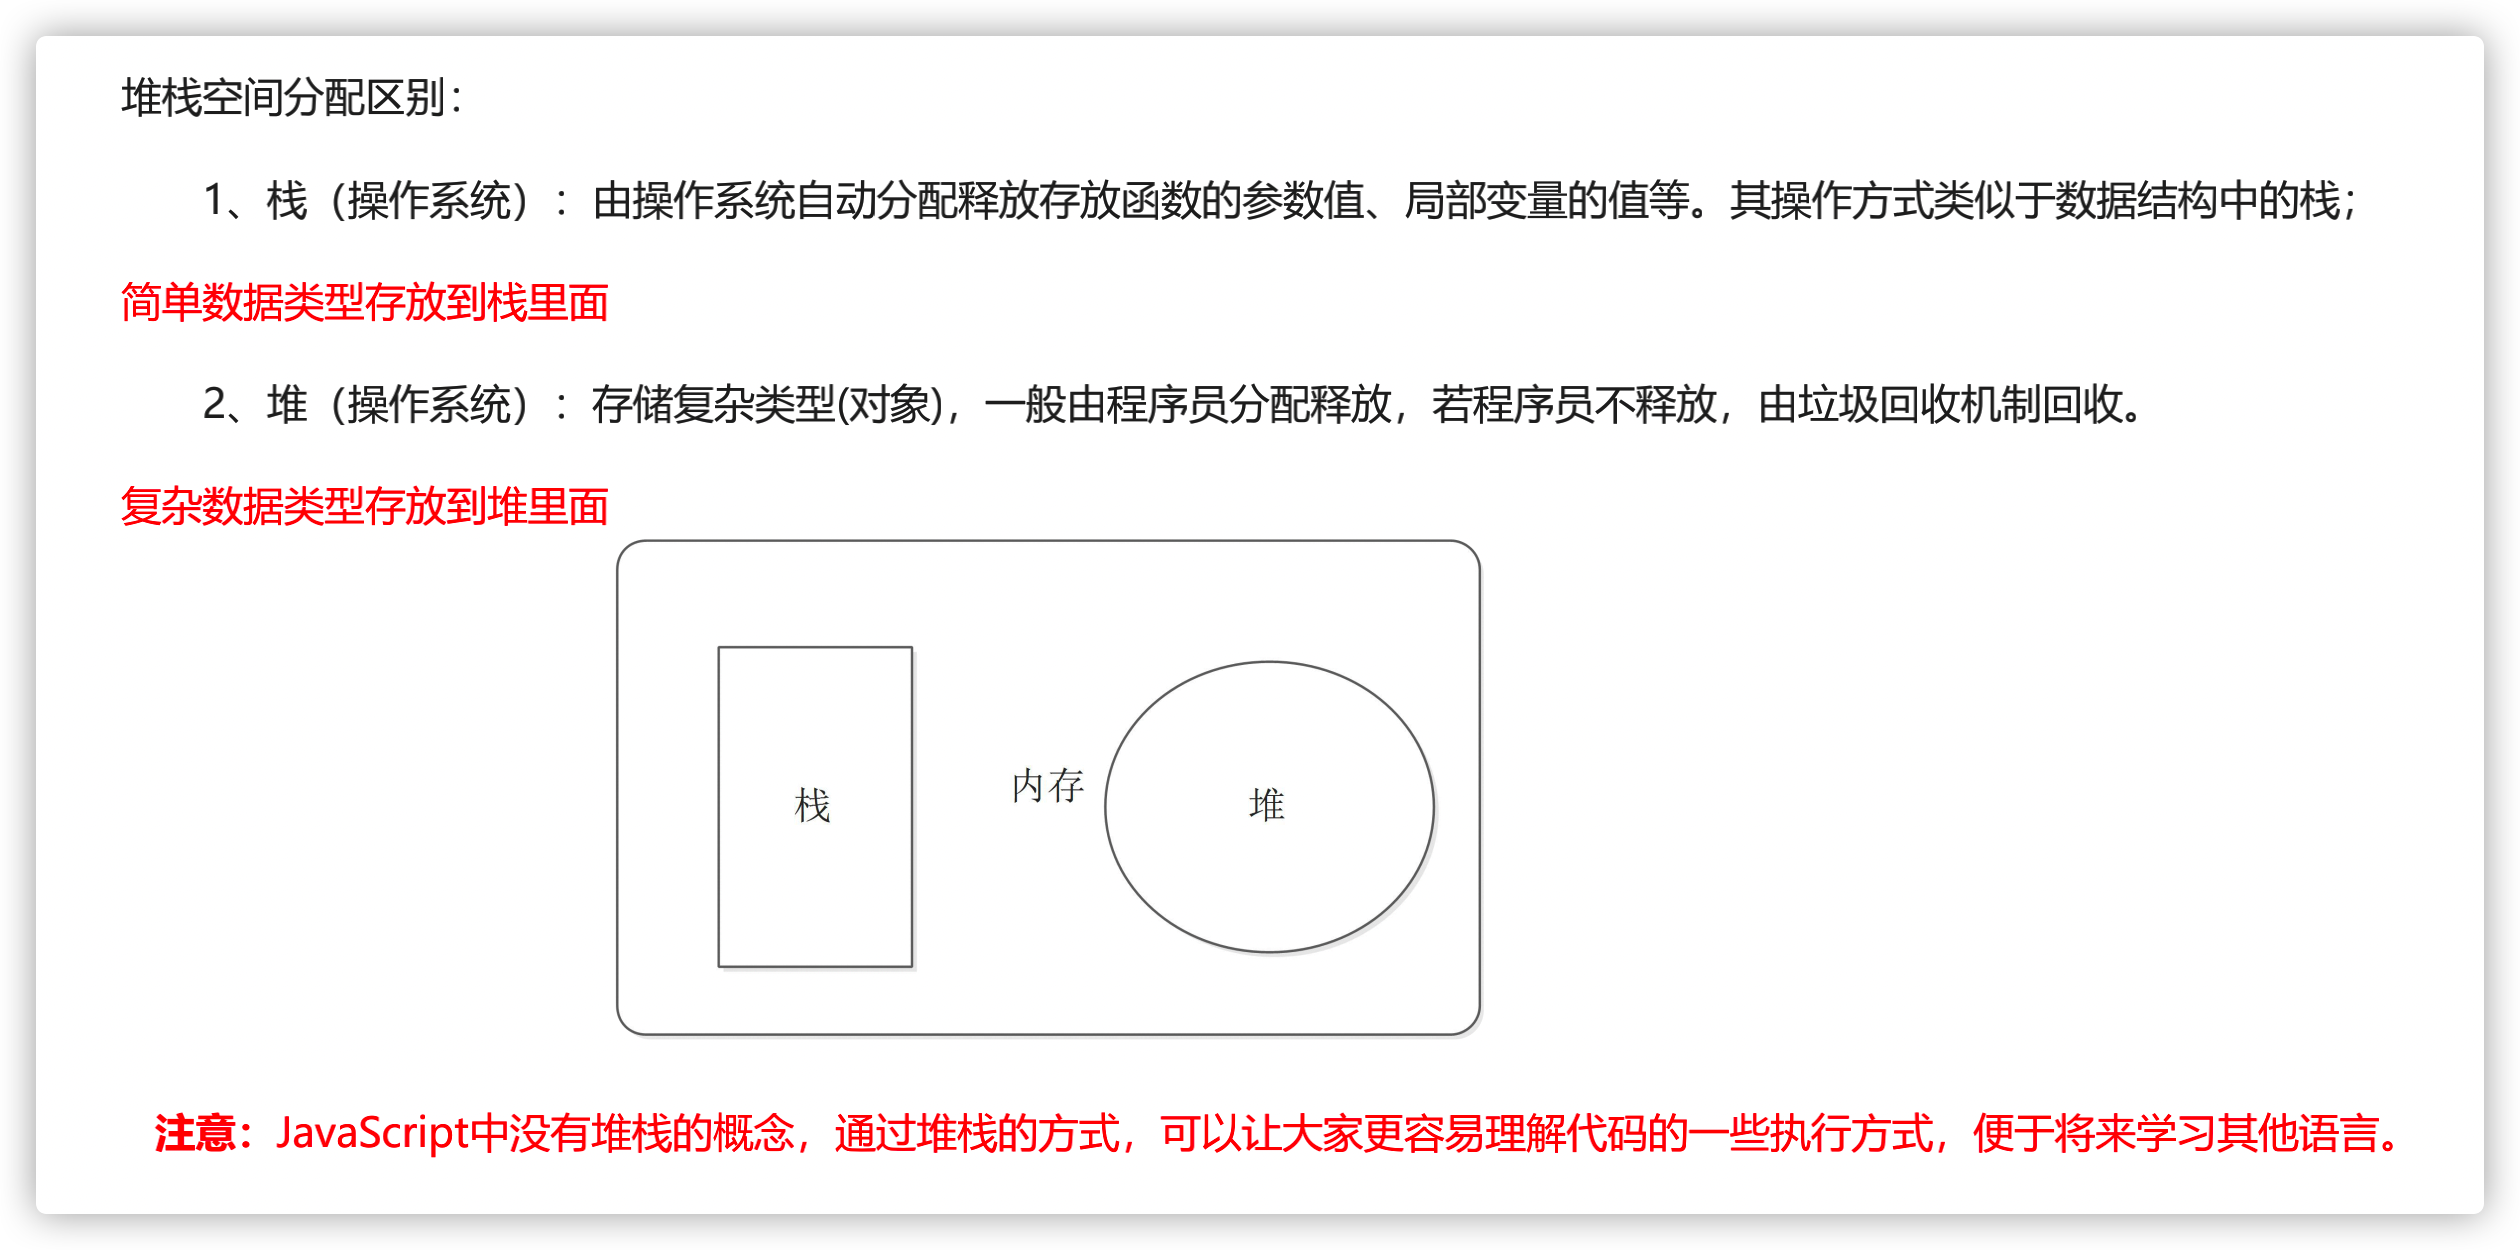 堆栈空间分配区别：
1、栈（操作系统）：由操作系统自动分配释放存放函数的参数值、局部变量的值等。其操作方式类似于数据结构中的栈；
简单数据类型存放到栈里面
2、堆（操作系统）：存储复杂类型(对象)，一般由程序员分配释放，若程序员不释放，由垃圾回收机制回收。
复杂数据类型存放到堆里面
栈
内存
堆
注意：JavaScript中没有堆栈的概念，通过堆栈的方式，可以让大家更容易理解代码的一些执行方式，便于将来学习其他语言。